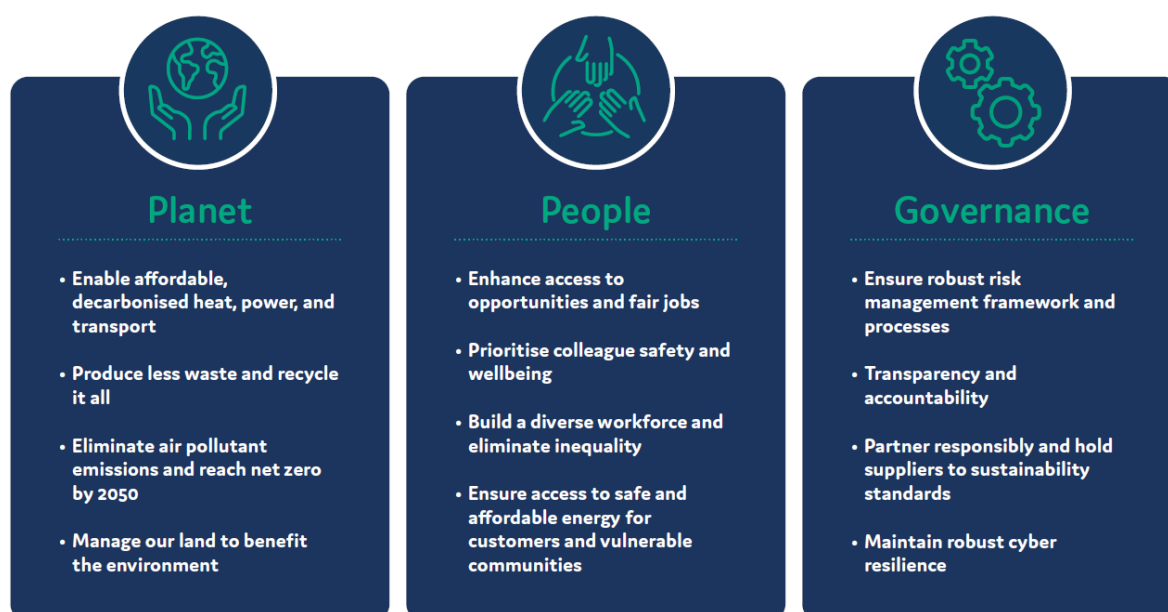 Planet
• Enable affordable,
decarbonised heat, power, and
transport
• Produce less waste and recycle
it all
• Eliminate air pollutant
emissions and reach net zero
by 2050
• Manage our land to benefit
the environment
People
• Enhance access to
opportunities and fair jobs
• Prioritise colleague safety and
wellbeing
• Build a diverse workforce and
eliminate inequality
• Ensure access to safe and
affordable energy for
customers and vulnerable
communities
Governance
• Ensure robust risk
management framework and
processes
• Transparency and
accountability
• Partner responsibly and hold
suppliers to sustainability
standards
• Maintain robust cyber
resilience